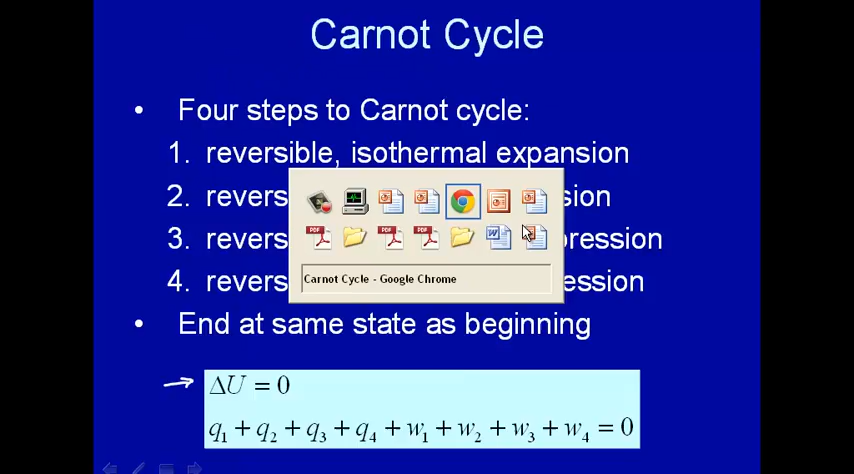 Carnot Cycle
• Four steps to Carnot cycle:
1. reversible, isothermal expansion
2. revers sion
3. revers pression
4. revers ession
Carnot Cycle - Google Chrome
• End at same state as beginning
→ ΔU = 0
q₁ + q₂ + q₃ + q₄ + w₁ + w₂ + w₃ + w₄ = 0